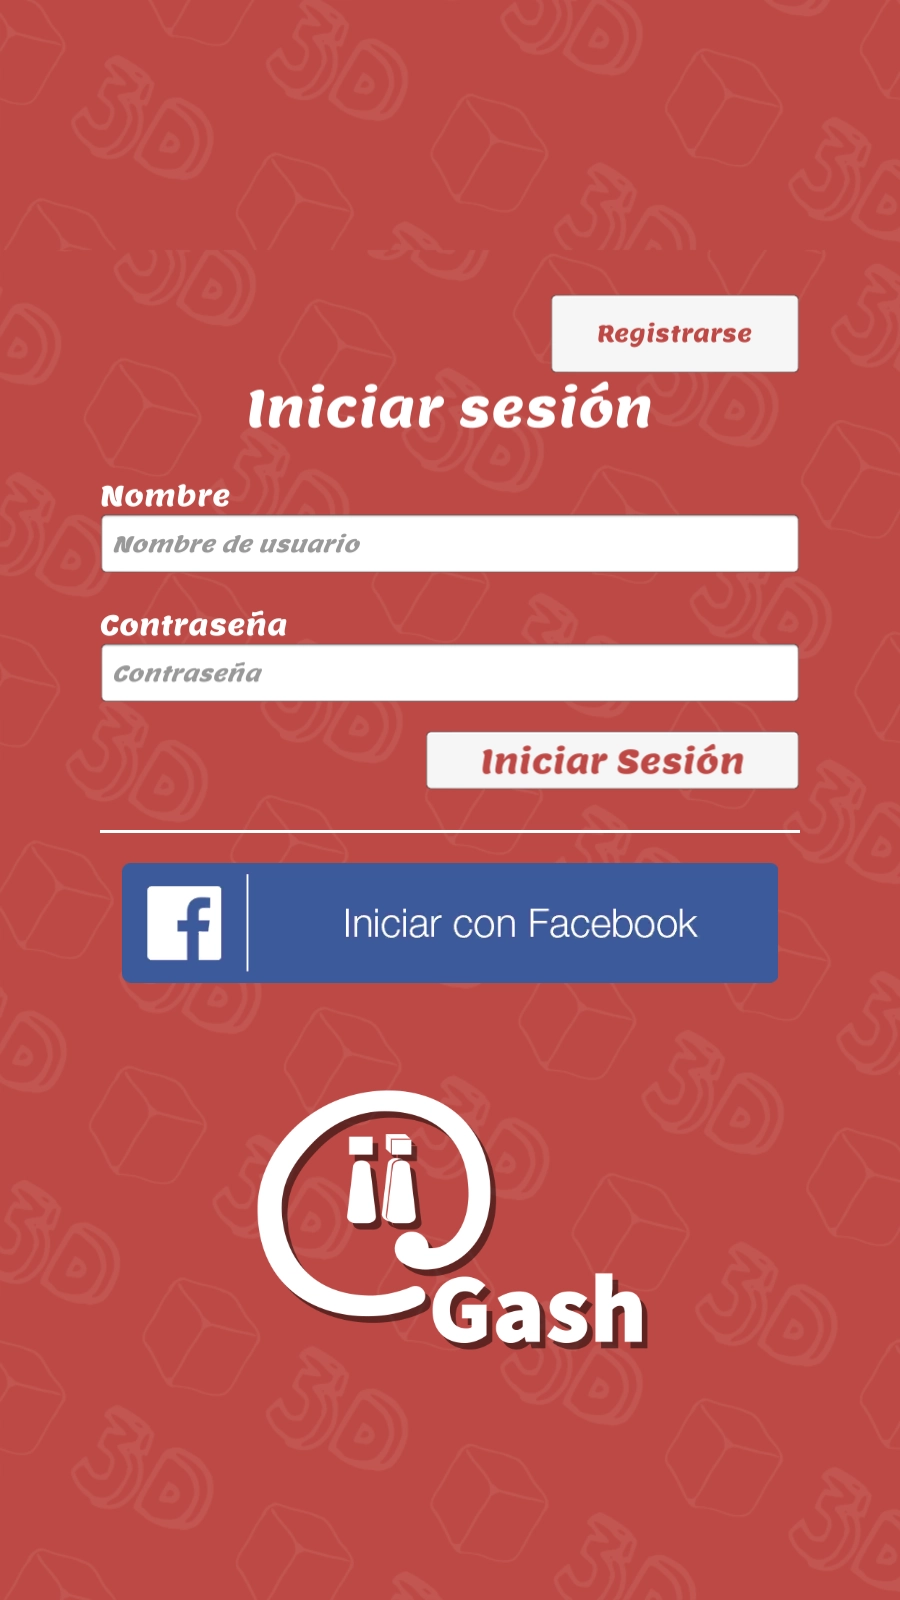 Registrarse
Iniciar sesión
Nombre
Nombre de usuario
Contraseña
Contraseña
Iniciar Sesión
f
Iniciar con Facebook
Gash